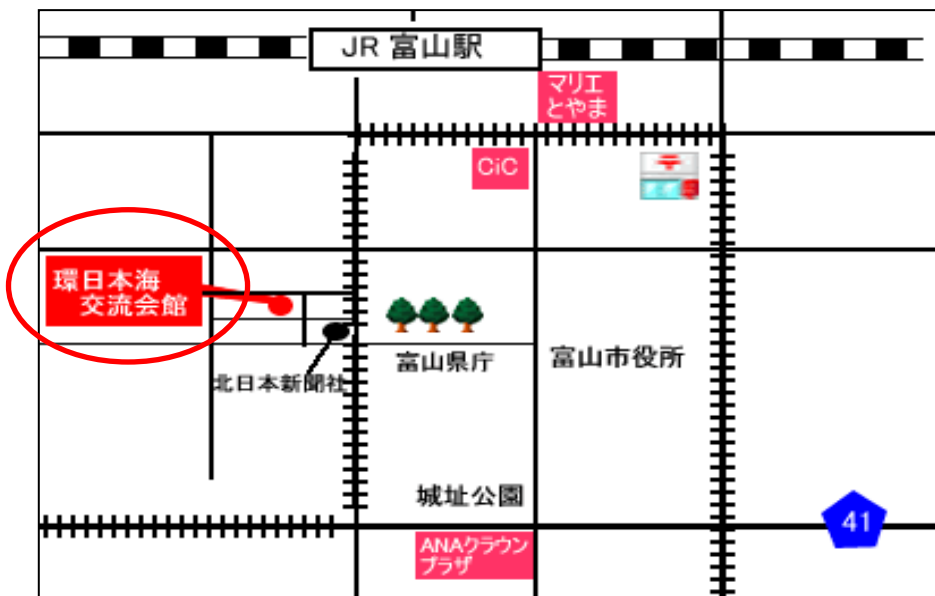 JR 富山駅
マリエ
とやま
CiC
環日本海
交流会館
北日本新聞社
富山県庁
富山市役所
城址公園
ANAクラウン
プラザ
41